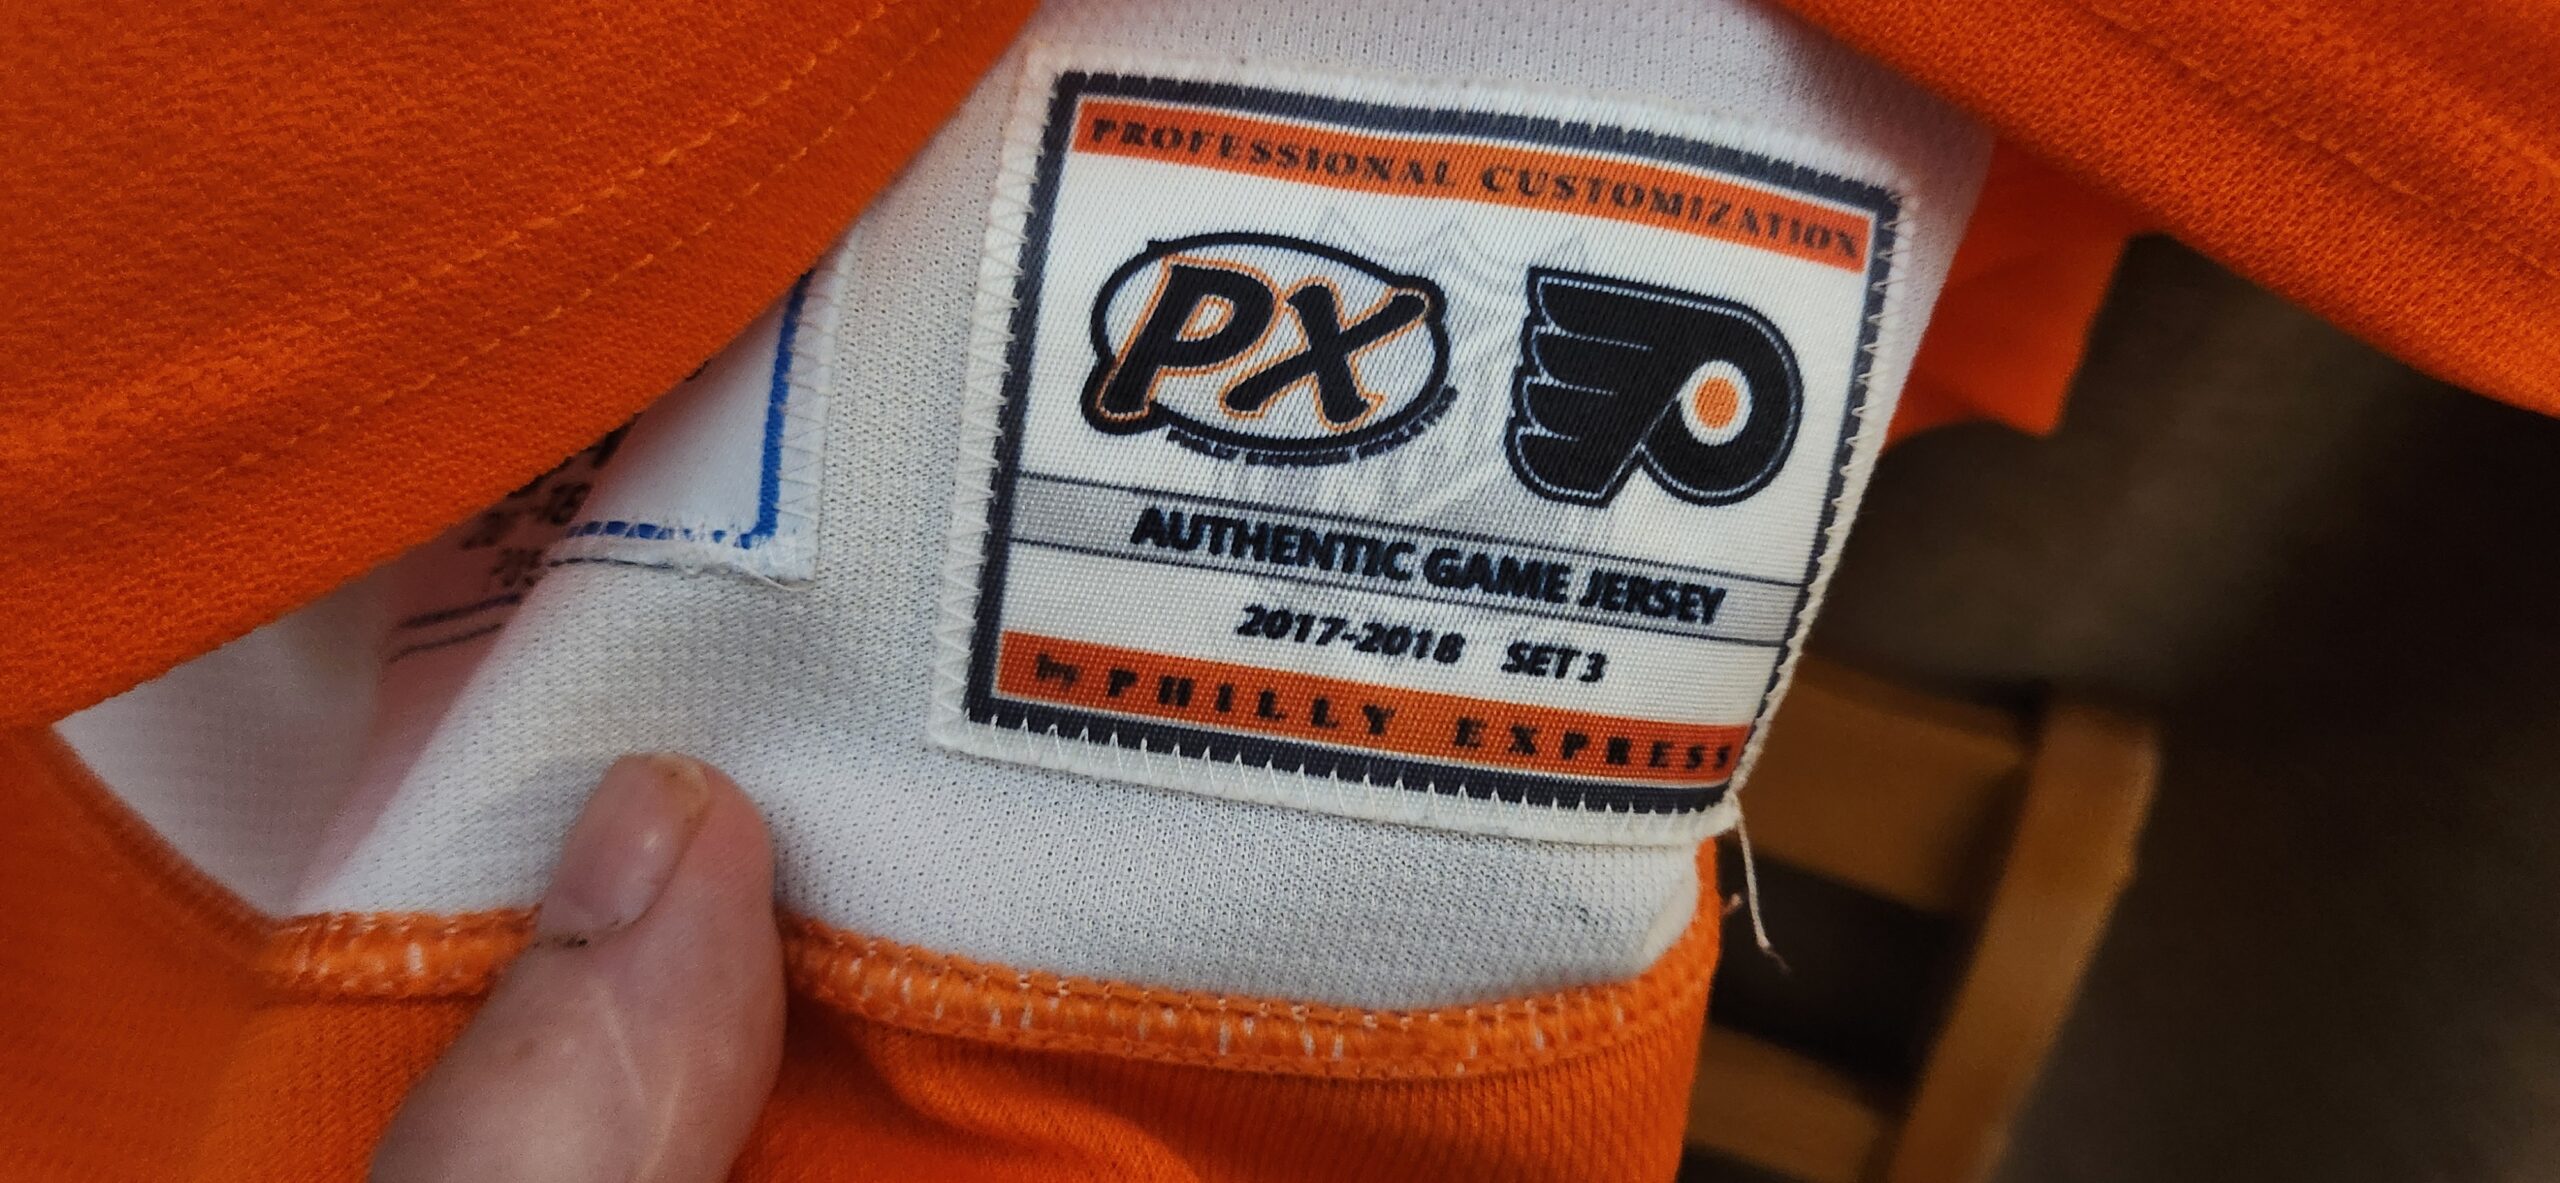 PROFESSIONAL CUSTOMIZATION
PX
AUTHENTIC GAME JERSEY
2017-2018 SET 3
by PHILLY EXPRESS